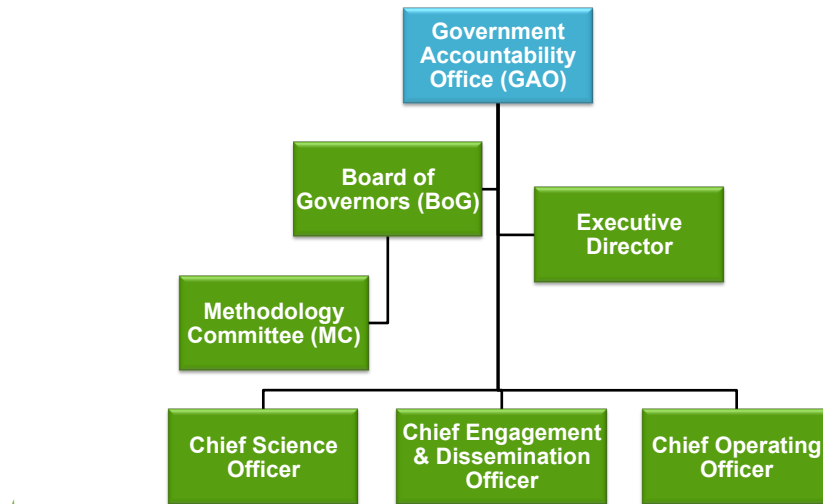 Government
Accountability
Office (GAO)
Board of
Governors (BoG)
Executive
Director
Methodology
Committee (MC)
Chief Science
Officer
Chief Engagement
& Dissemination
Officer
Chief Operating
Officer